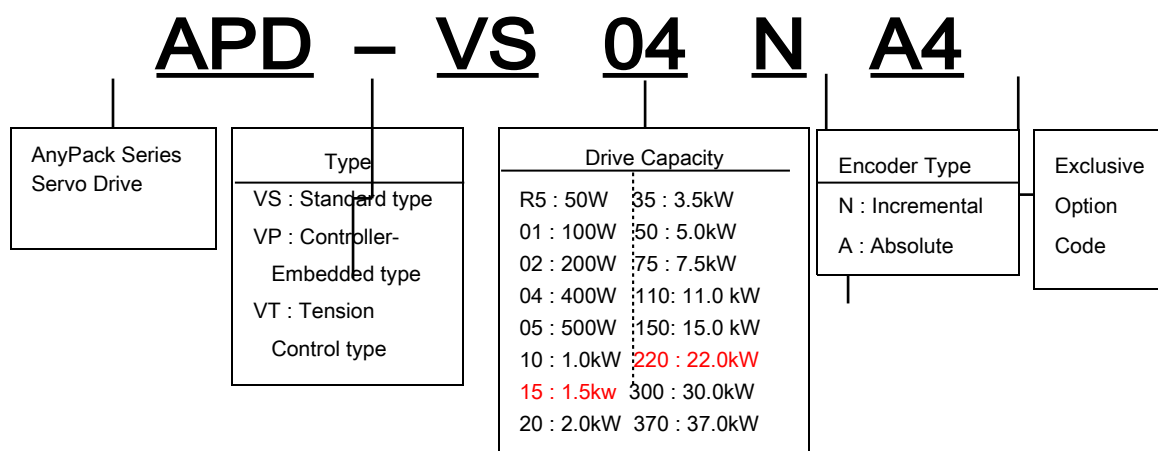 APD – VS 04 N A4
AnyPack Series
Servo Drive
Type
VS : Standard type
VP : Controller-
Embedded type
VT : Tension
Control type
Drive Capacity
R5 : 50W 35 : 3.5kW
01 : 100W 50 : 5.0kW
02 : 200W 75 : 7.5kW
04 : 400W 110: 11.0 kW
05 : 500W 150: 15.0 kW
10 : 1.0kW 220 : 22.0kW
15 : 1.5kw 300 : 30.0kW
20 : 2.0kW 370 : 37.0kW
Encoder Type
N : Incremental
A : Absolute
Exclusive
Option
Code